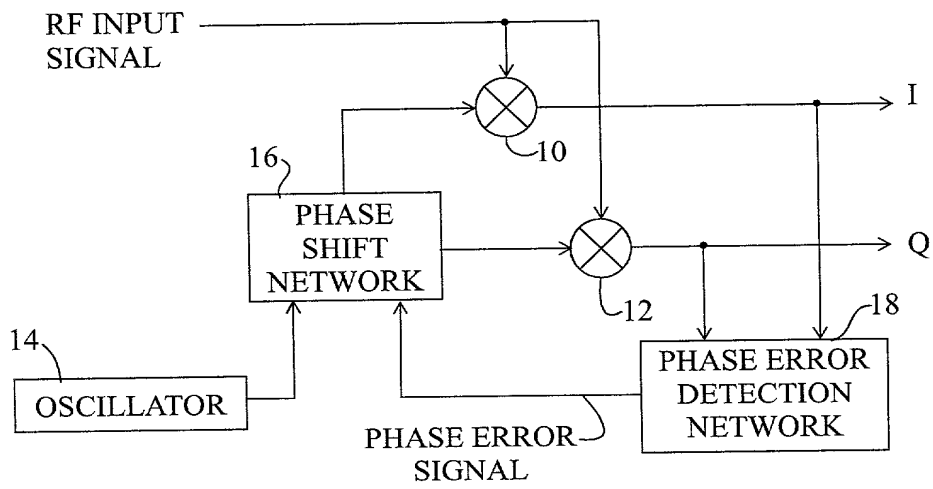 RF INPUT
SIGNAL
I
10
16
PHASE
SHIFT
NETWORK
Q
12
14
OSCILLATOR
18
PHASE ERROR
DETECTION
NETWORK
PHASE ERROR
SIGNAL